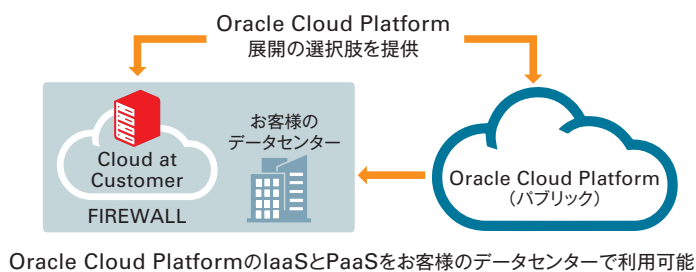 Oracle Cloud Platform
展開の選択肢を提供
お客様の
データセンター
Cloud at
Customer
FIREWALL
Oracle Cloud Platform
（パブリック）
Oracle Cloud PlatformのIaaSとPaaSをお客様のデータセンターで利用可能